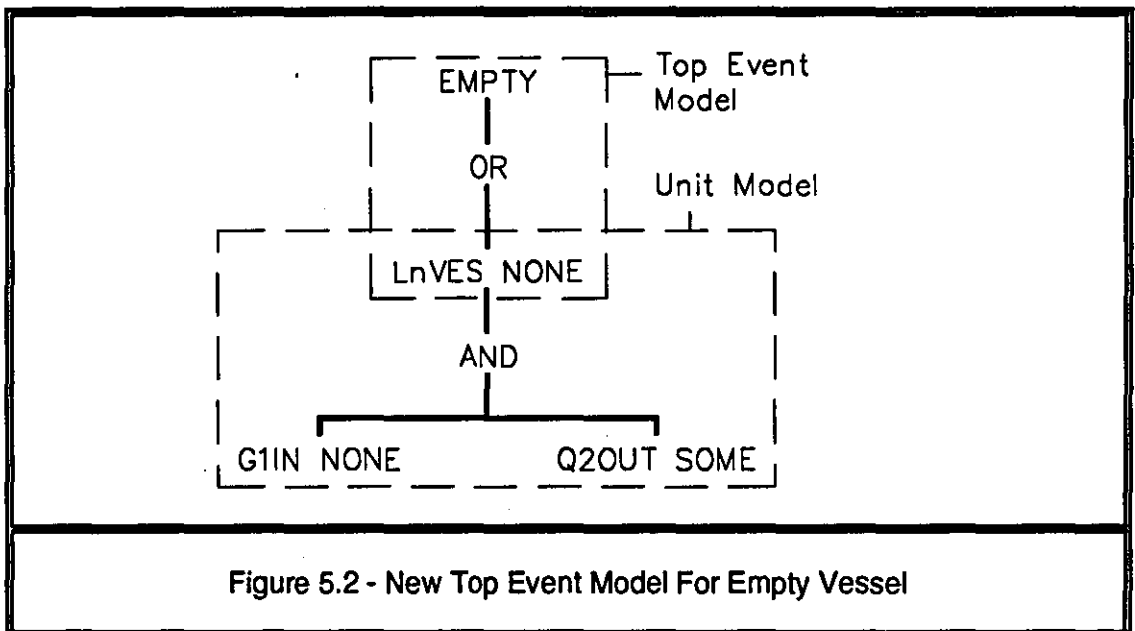 EMPTY
Top Event
Model
OR
Unit Model
LnVES NONE
AND
G1IN NONE
Q2OUT SOME
Figure 5.2 - New Top Event Model For Empty Vessel